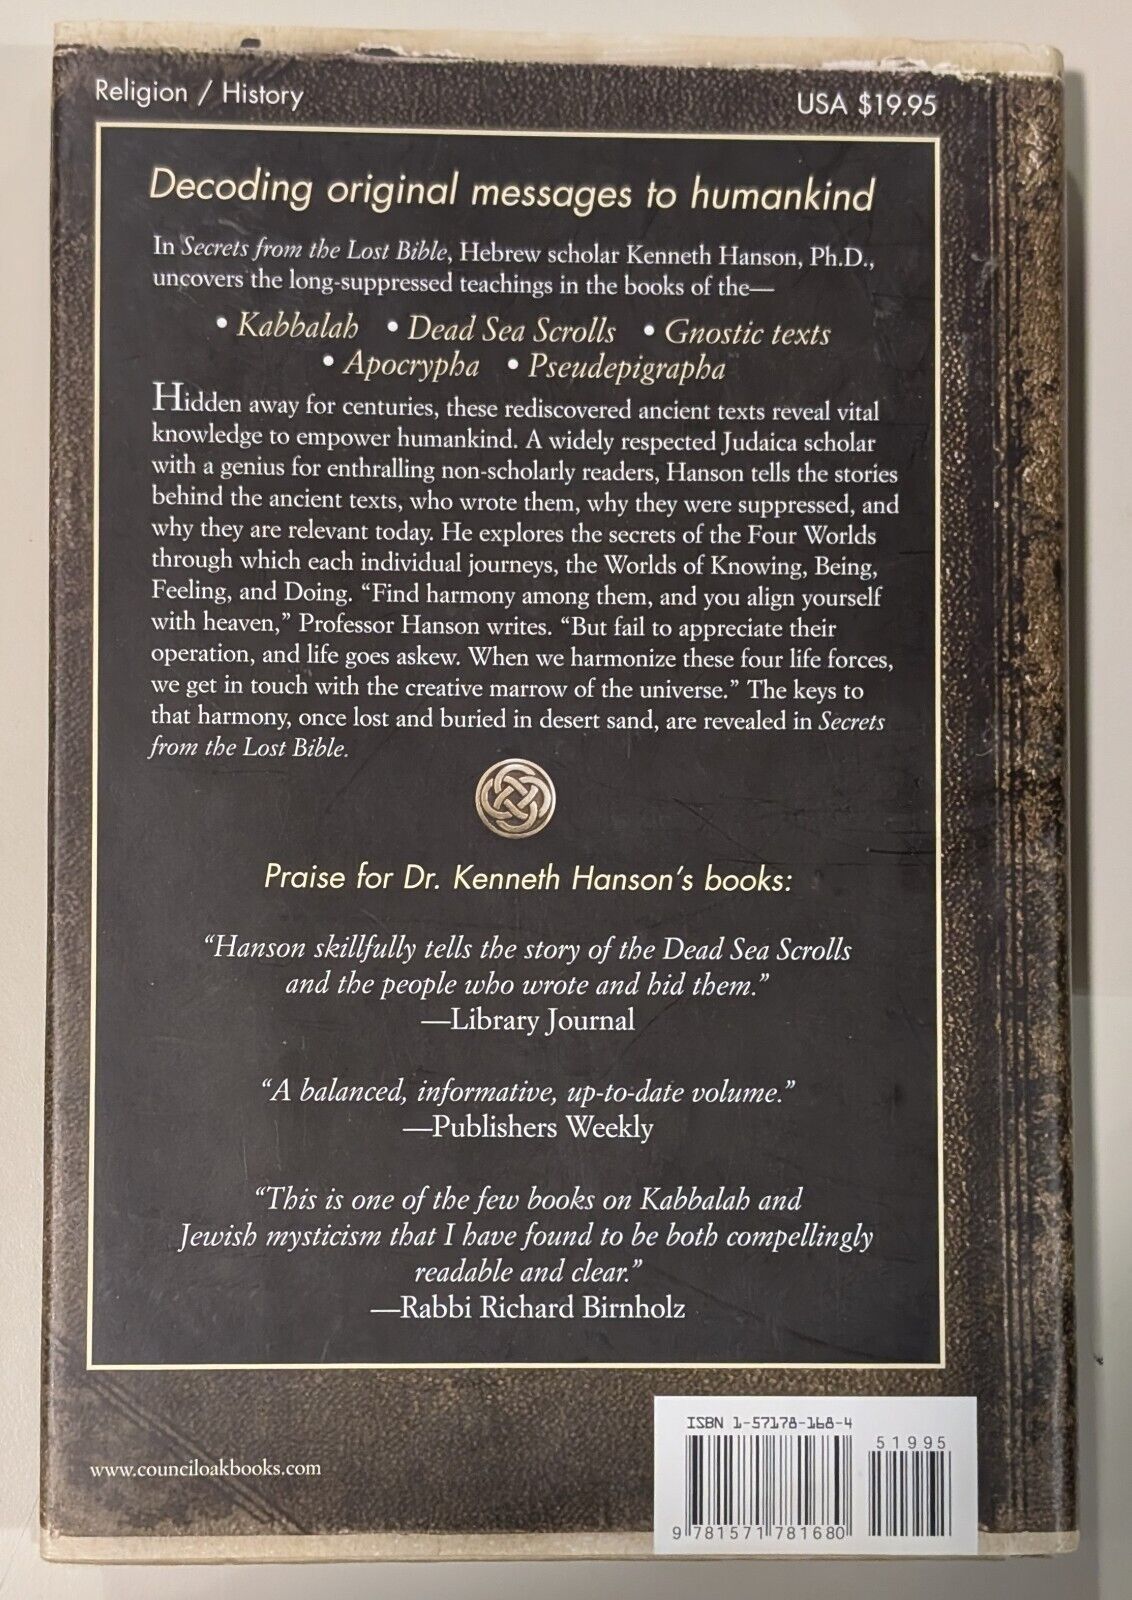 Religion / History
USA $19.95
Decoding original messages to humankind
In Secrets from the Lost Bible, Hebrew scholar Kenneth Hanson, Ph.D.,
uncovers the long-suppressed teachings in the books of the—
• Kabbalah • Dead Sea Scrolls • Gnostic texts
• Apocrypha • Pseudepigrapha
Hidden away for centuries, these rediscovered ancient texts reveal vital
knowledge to empower humankind. A widely respected Judaica scholar
with a genius for enthralling non-scholarly readers, Hanson tells the stories
behind the ancient texts, who wrote them, why they were suppressed, and
why they are relevant today. He explores the secrets of the Four Worlds
through which each individual journeys, the Worlds of Knowing, Being,
Feeling, and Doing. “Find harmony among them, and you align yourself
with heaven,” Professor Hanson writes. “But fail to appreciate their
operation, and life goes askew. When we harmonize these four life forces,
we get in touch with the creative marrow of the universe.” The keys to
that harmony, once lost and buried in desert sand, are revealed in Secrets
from the Lost Bible.
Praise for Dr. Kenneth Hanson’s books:
“Hanson skillfully tells the story of the Dead Sea Scrolls
and the people who wrote and hid them.”
—Library Journal
“A balanced, informative, up-to-date volume.”
—Publishers Weekly
“This is one of the few books on Kabbalah and
Jewish mysticism that I have found to be both compellingly
readable and clear.”
—Rabbi Richard Birnholz
www.counciloakbooks.com
ISBN 1-57178-168-4
51995
9 781571 781680